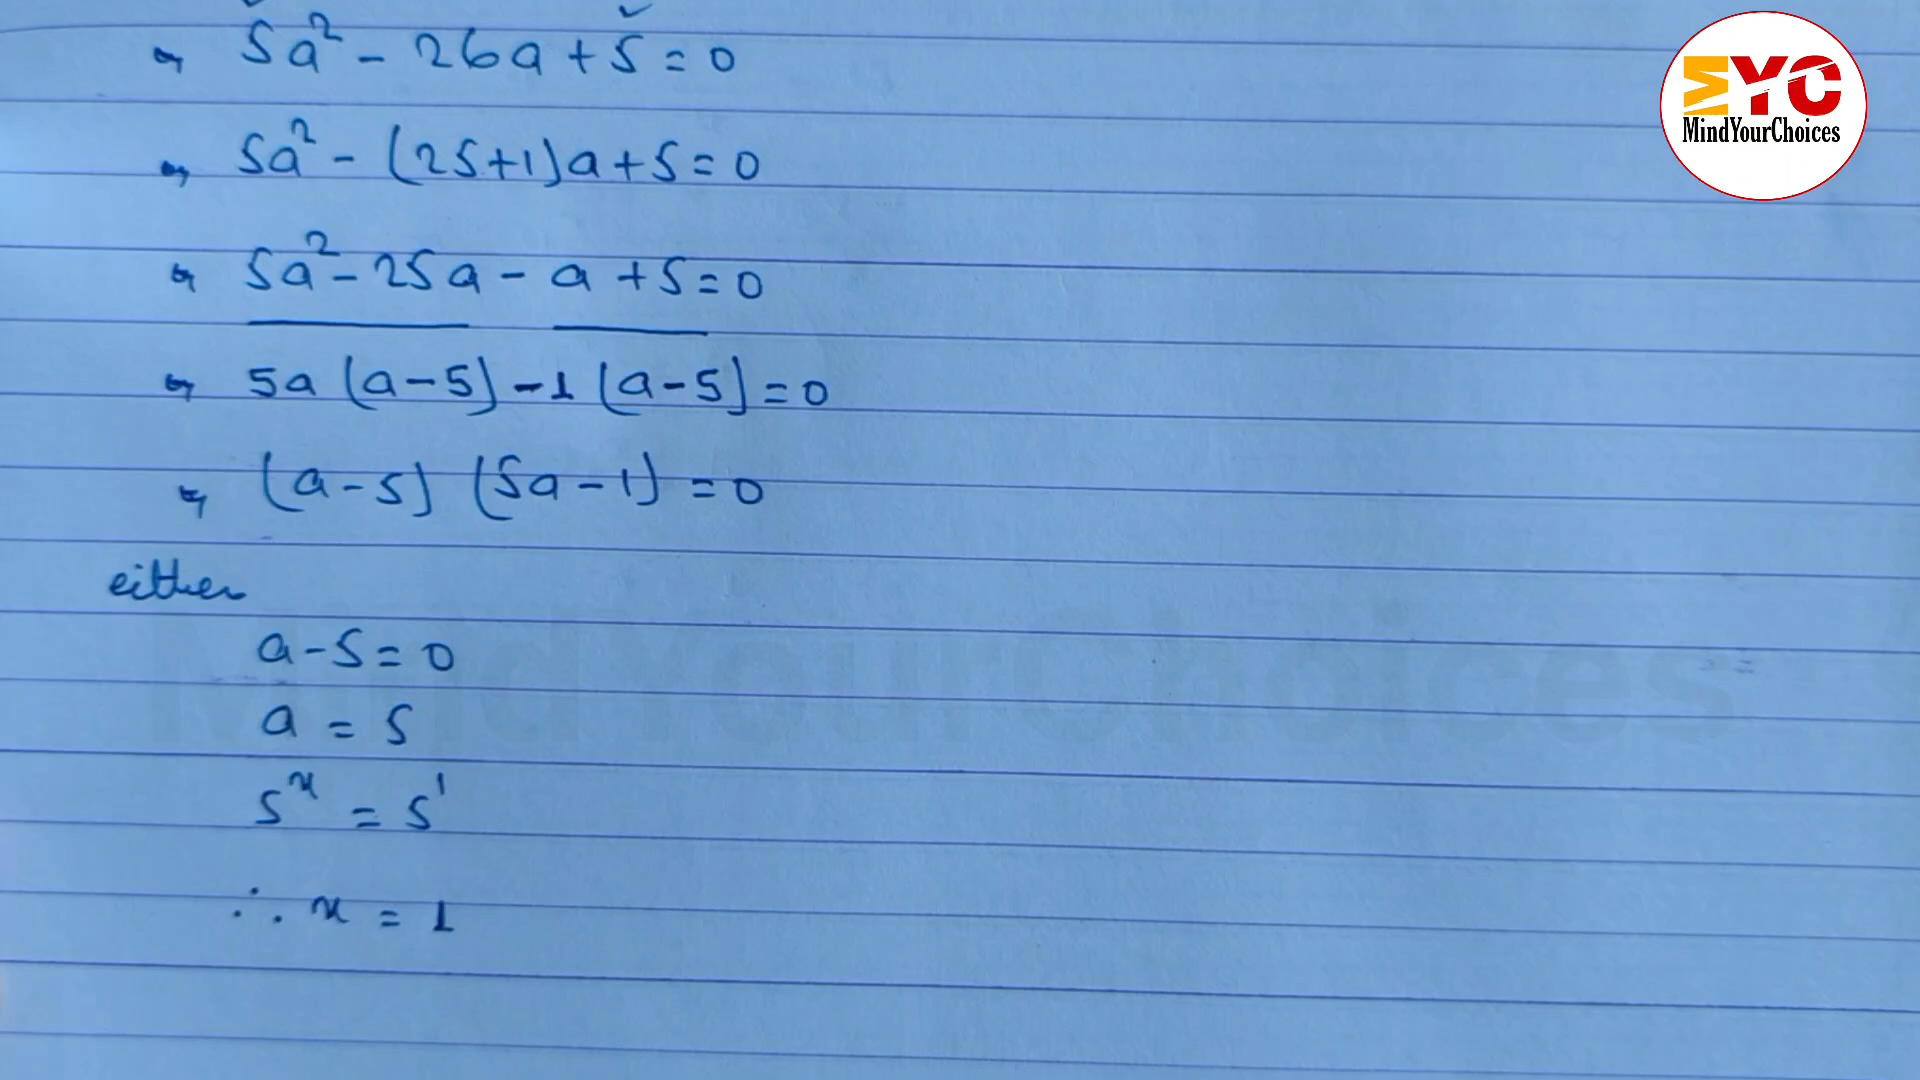 5a² - 26a + 5 = 0
5a² - (25+1)a + 5 = 0
5a² - 25a - a + 5 = 0
5a (a-5) -1 (a-5) = 0
(a-5) (5a-1) = 0
either
a-5=0
a = 5
5ˣ = 5¹
∴ x = 1
MYC
MindYourChoices
MindYourChoices